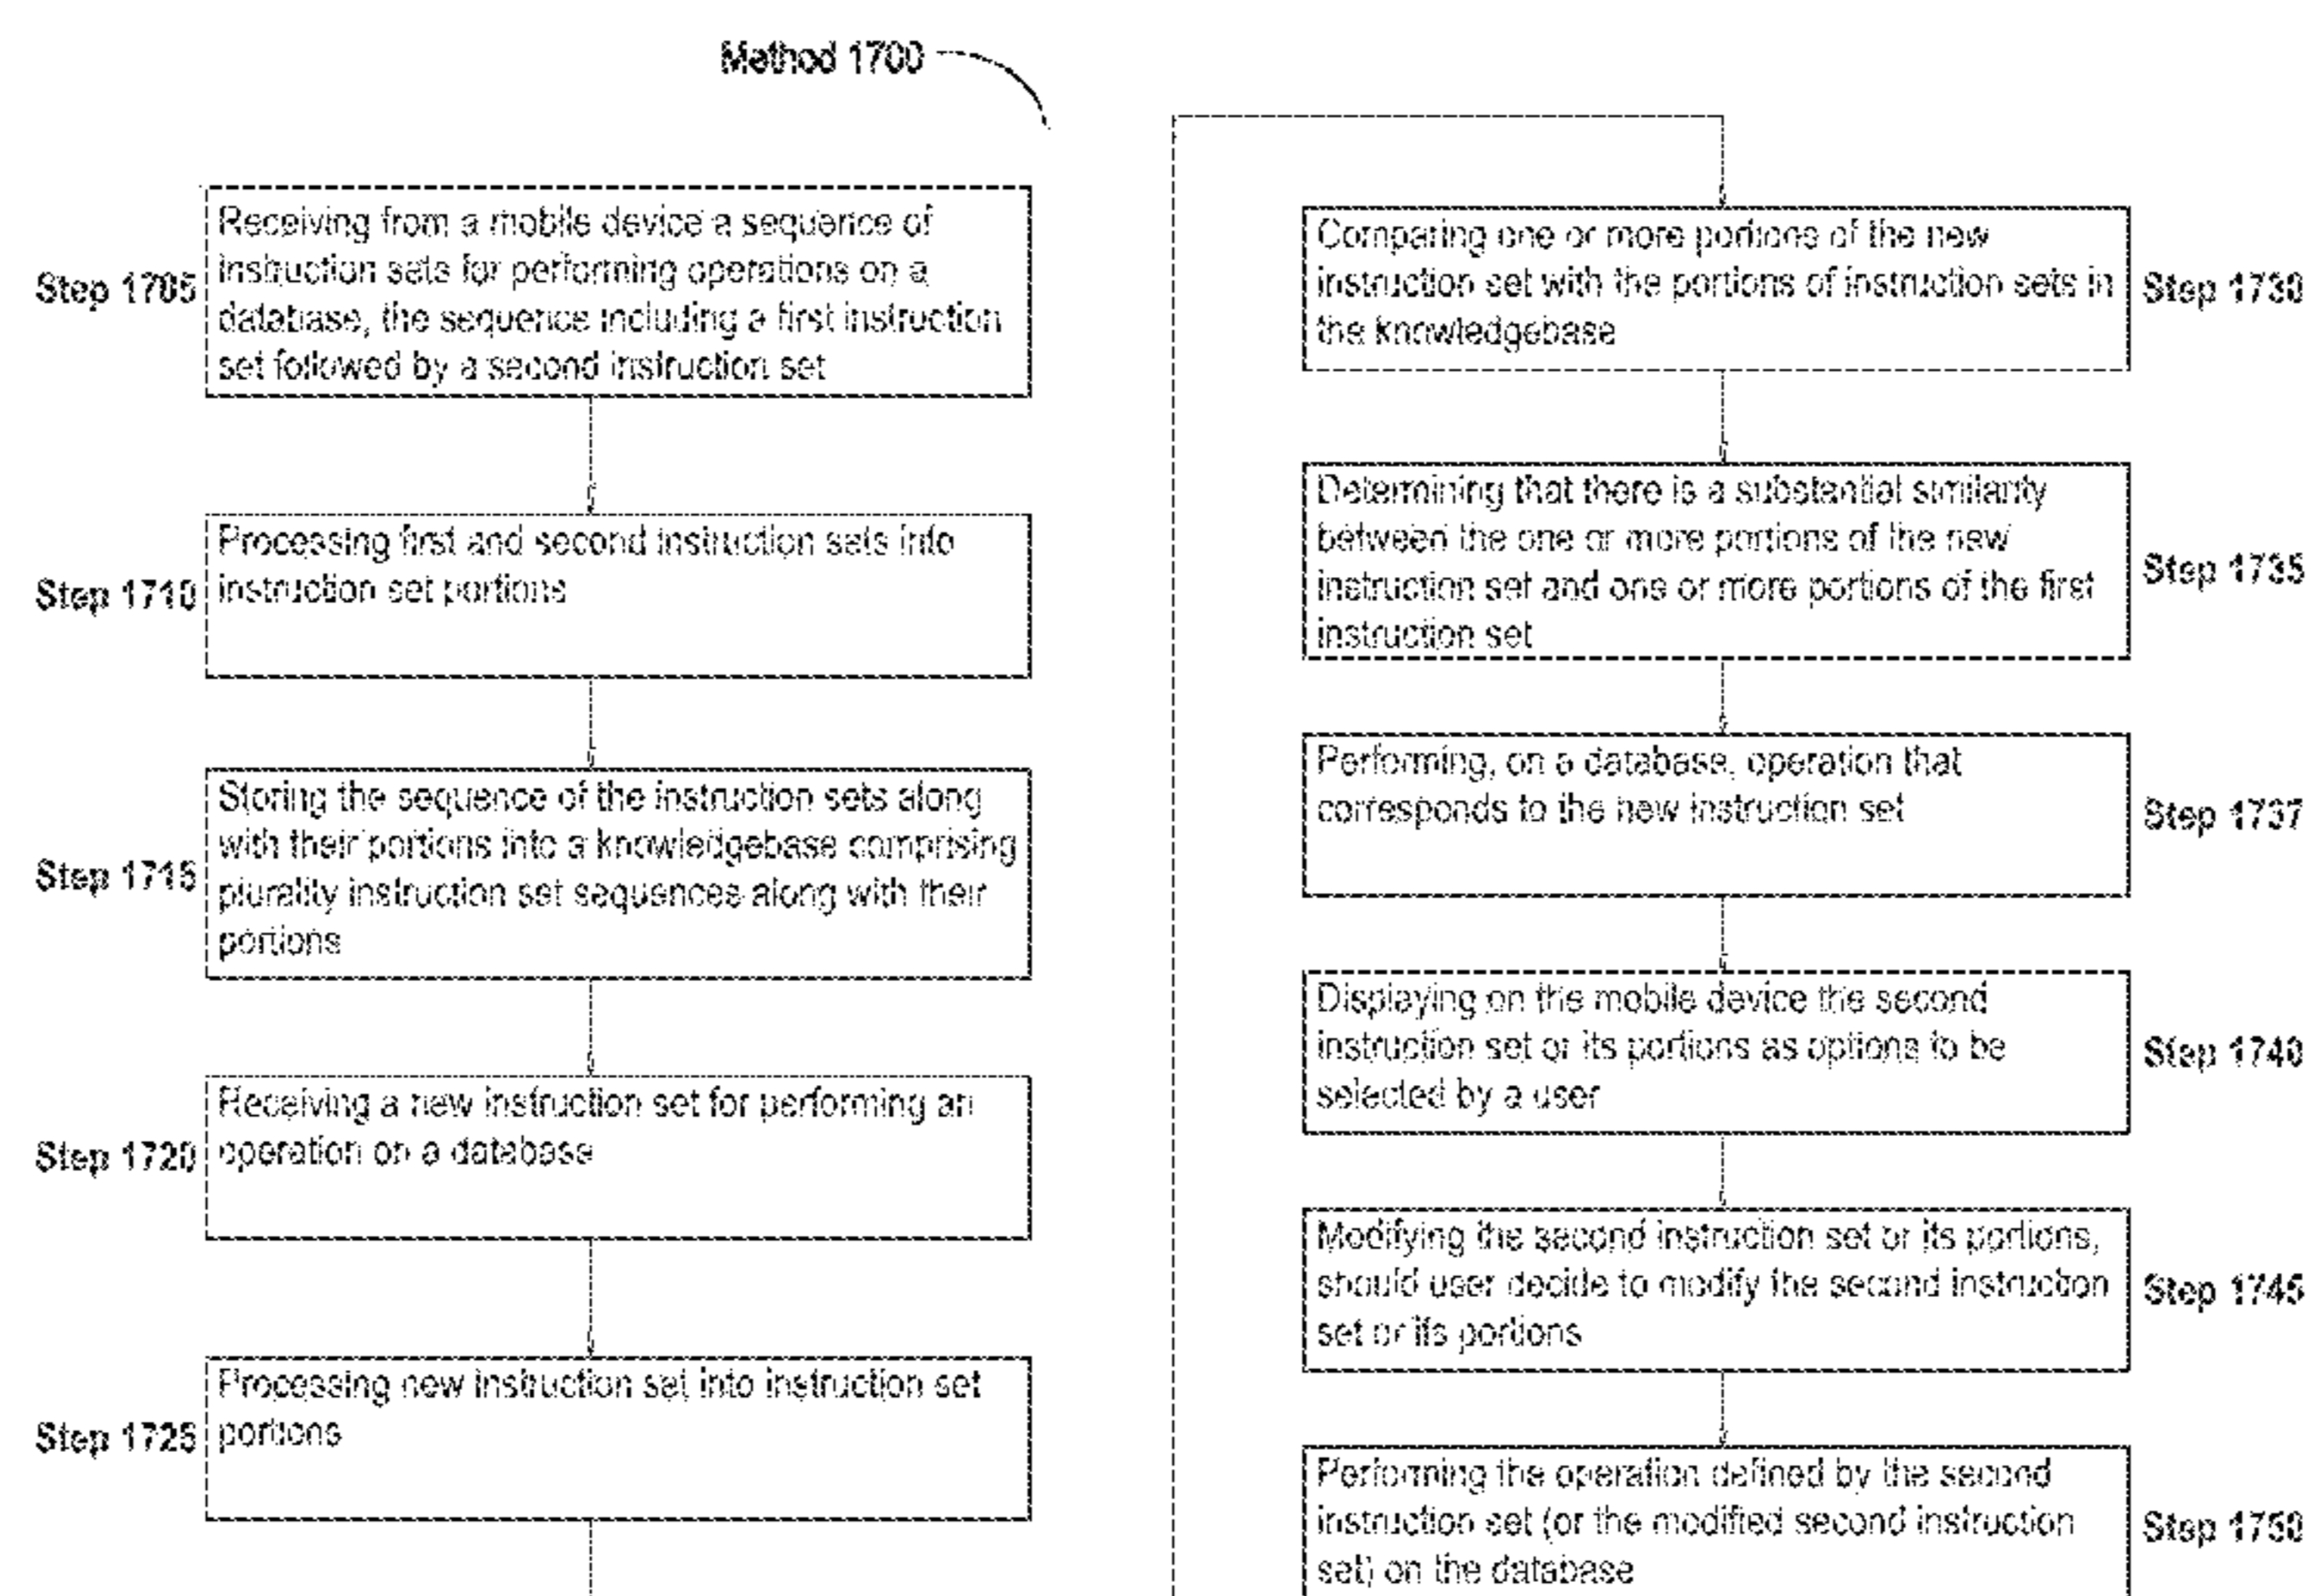 Method 1700
Step 1705
Receiving from a mobile device a sequence of
instruction sets for performing operations on a
database, the sequence including a first instruction
set followed by a second instruction set
Step 1710
Processing first and second instruction sets into
instruction set portions
Step 1715
Storing the sequence of the instruction sets along
with their portions into a knowledgebase comprising
plurality instruction set sequences along with their
portions
Step 1720
Receiving a new instruction set for performing an
operation on a database
Step 1725
Processing new instruction set into instruction set
portions
Comparing one or more portions of the new
instruction set with the portions of instruction sets in
the knowledgebase
Step 1730
Determining that there is a substantial similarity
between the one or more portions of the new
instruction set and one or more portions of the first
instruction set
Step 1735
Performing, on a database, operation that
corresponds to the new instruction set
Step 1737
Displaying on the mobile device the second
instruction set or its portions as options to be
selected by a user
Step 1740
Modifying the second instruction set or its portions,
should user decide to modify the second instruction
set or its portions
Step 1745
Performing the operation defined by the second
instruction set (or the modified second instruction
set) on the database
Step 1750